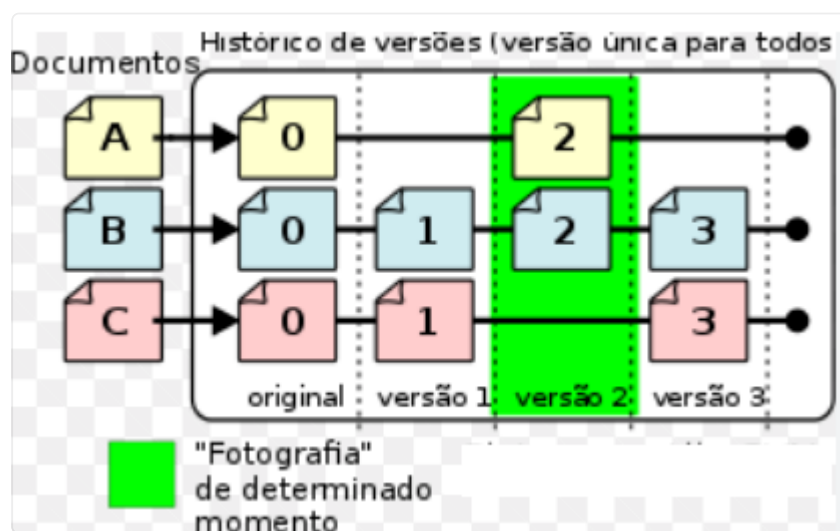 Histórico de versões (versão única para todos
Documentos
A 0 2
B 0 1 2 3
C 0 1 3
original versão 1 versão 2 versão 3
"Fotografia"
de determinado
momento